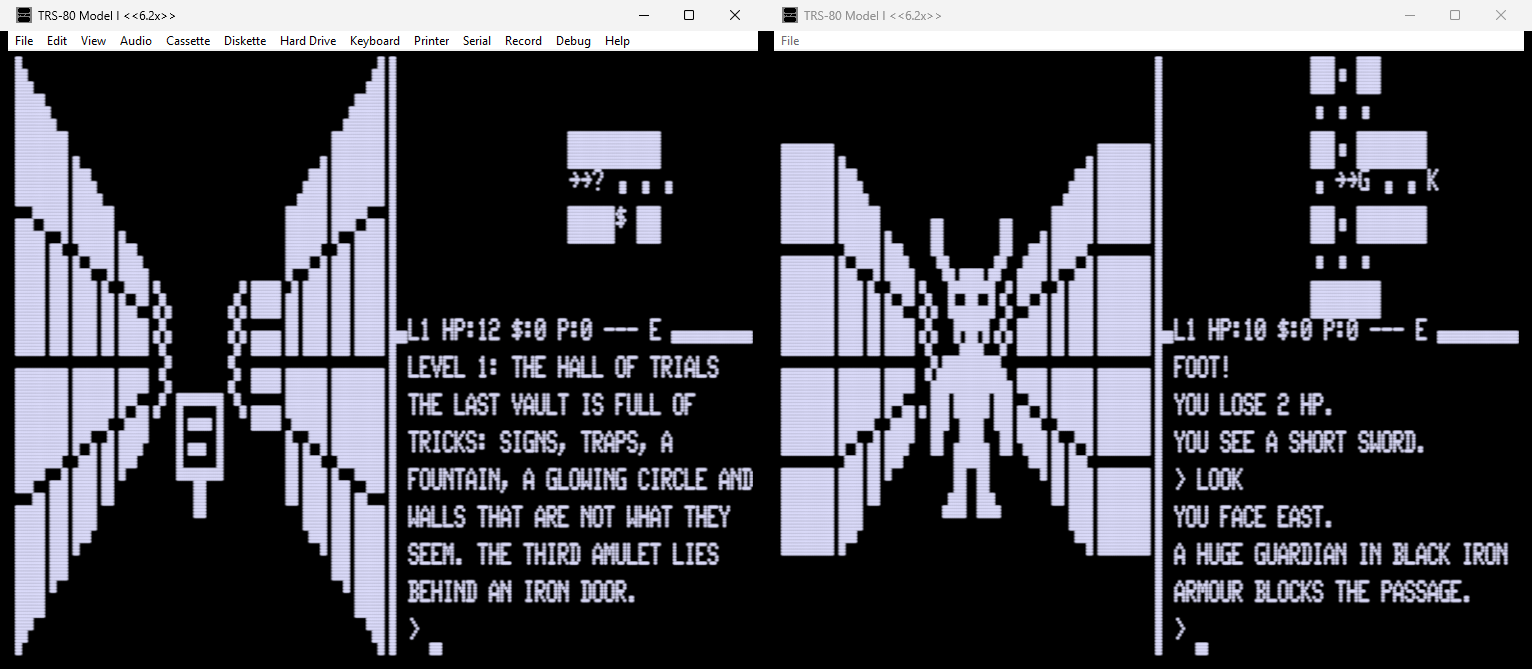 TRS-80 Model I <<6.2x>>
File Edit View Audio Cassette Diskette Hard Drive Keyboard Printer Serial Record Debug Help
→→? . . .
$
L1 HP:12 $:0 P:0 --- E
LEVEL 1: THE HALL OF TRIALS
THE LAST VAULT IS FULL OF
TRICKS: SIGNS, TRAPS, A
FOUNTAIN, A GLOWING CIRCLE AND
WALLS THAT ARE NOT WHAT THEY
SEEM. THE THIRD AMULET LIES
BEHIND AN IRON DOOR.
> _
TRS-80 Model I <<6.2x>>
File
. →→G . . K
L1 HP:10 $:0 P:0 --- E
FOOT!
YOU LOSE 2 HP.
YOU SEE A SHORT SWORD.
> LOOK
YOU FACE EAST.
A HUGE GUARDIAN IN BLACK IRON
ARMOUR BLOCKS THE PASSAGE.
> _